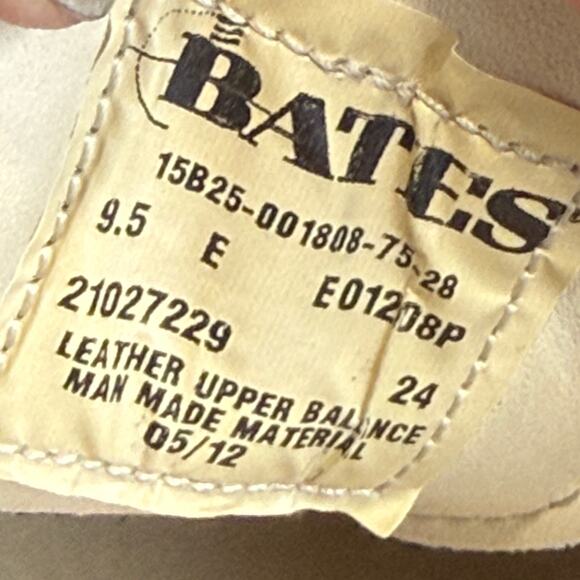 BATES
15B25-001808-75-28
9.5 E E01208P
21027229 24
LEATHER UPPER BALANCE
MAN MADE MATERIAL
05/12